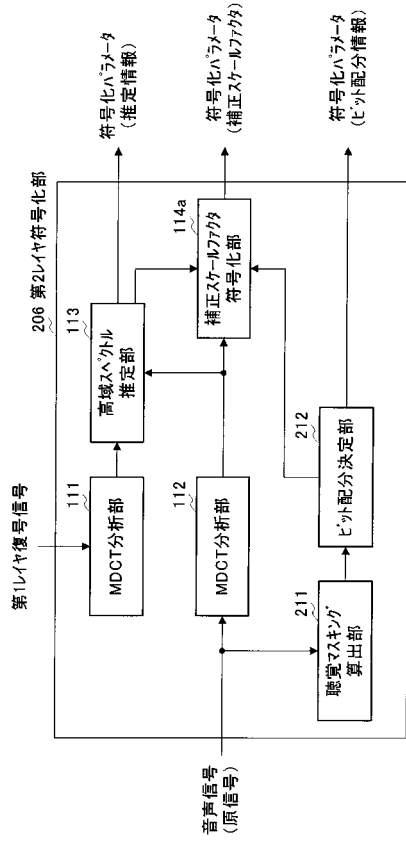 206 第2レイヤ符号化部
第1レイヤ復号信号
111
MDCT分析部
113
高域スペクトル
推定部
符号化パラメータ
(推定情報)
音声信号
(原信号)
112
MDCT分析部
114a
補正スケールファクタ
符号化部
符号化パラメータ
(補正スケールファクタ)
211
聴覚マスキング
算出部
212
ビット配分決定部
符号化パラメータ
(ビット配分情報)